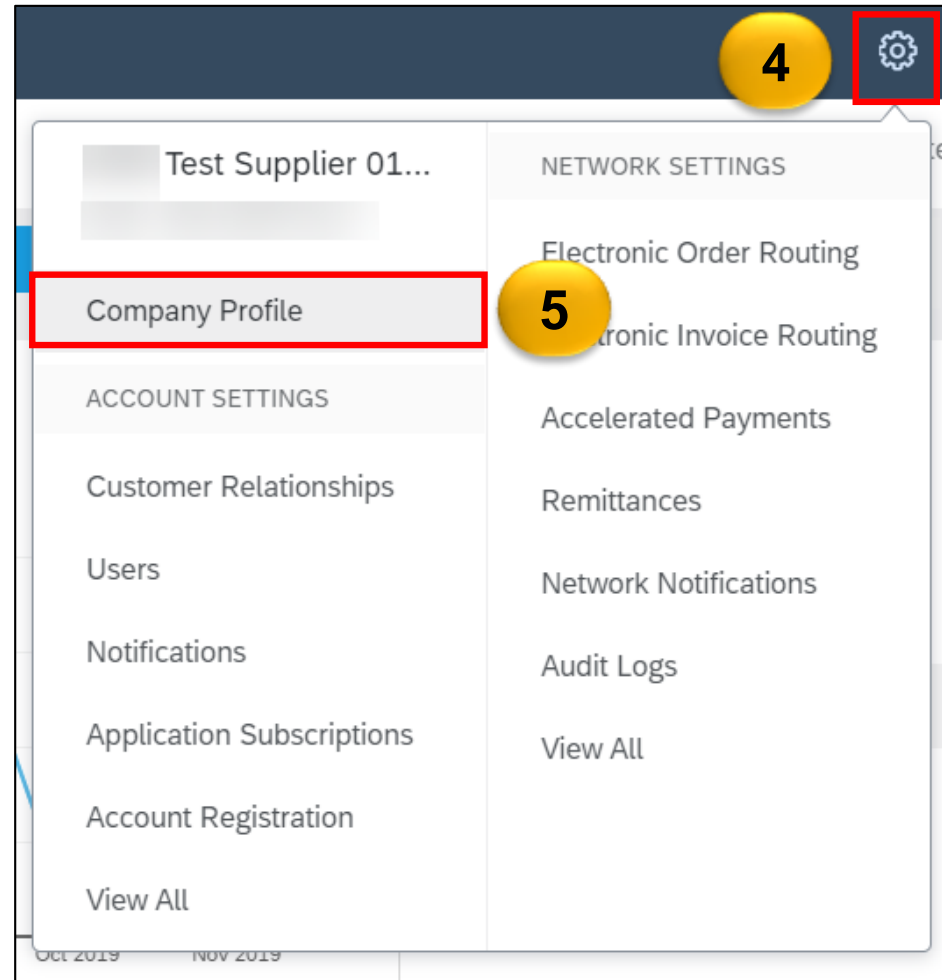 4
Test Supplier 01...
Company Profile
5
ACCOUNT SETTINGS
Customer Relationships
Users
Notifications
Application Subscriptions
Account Registration
View All
NETWORK SETTINGS
Electronic Order Routing
tronic Invoice Routing
Accelerated Payments
Remittances
Network Notifications
Audit Logs
View All
Oct 2019 Nov 2019